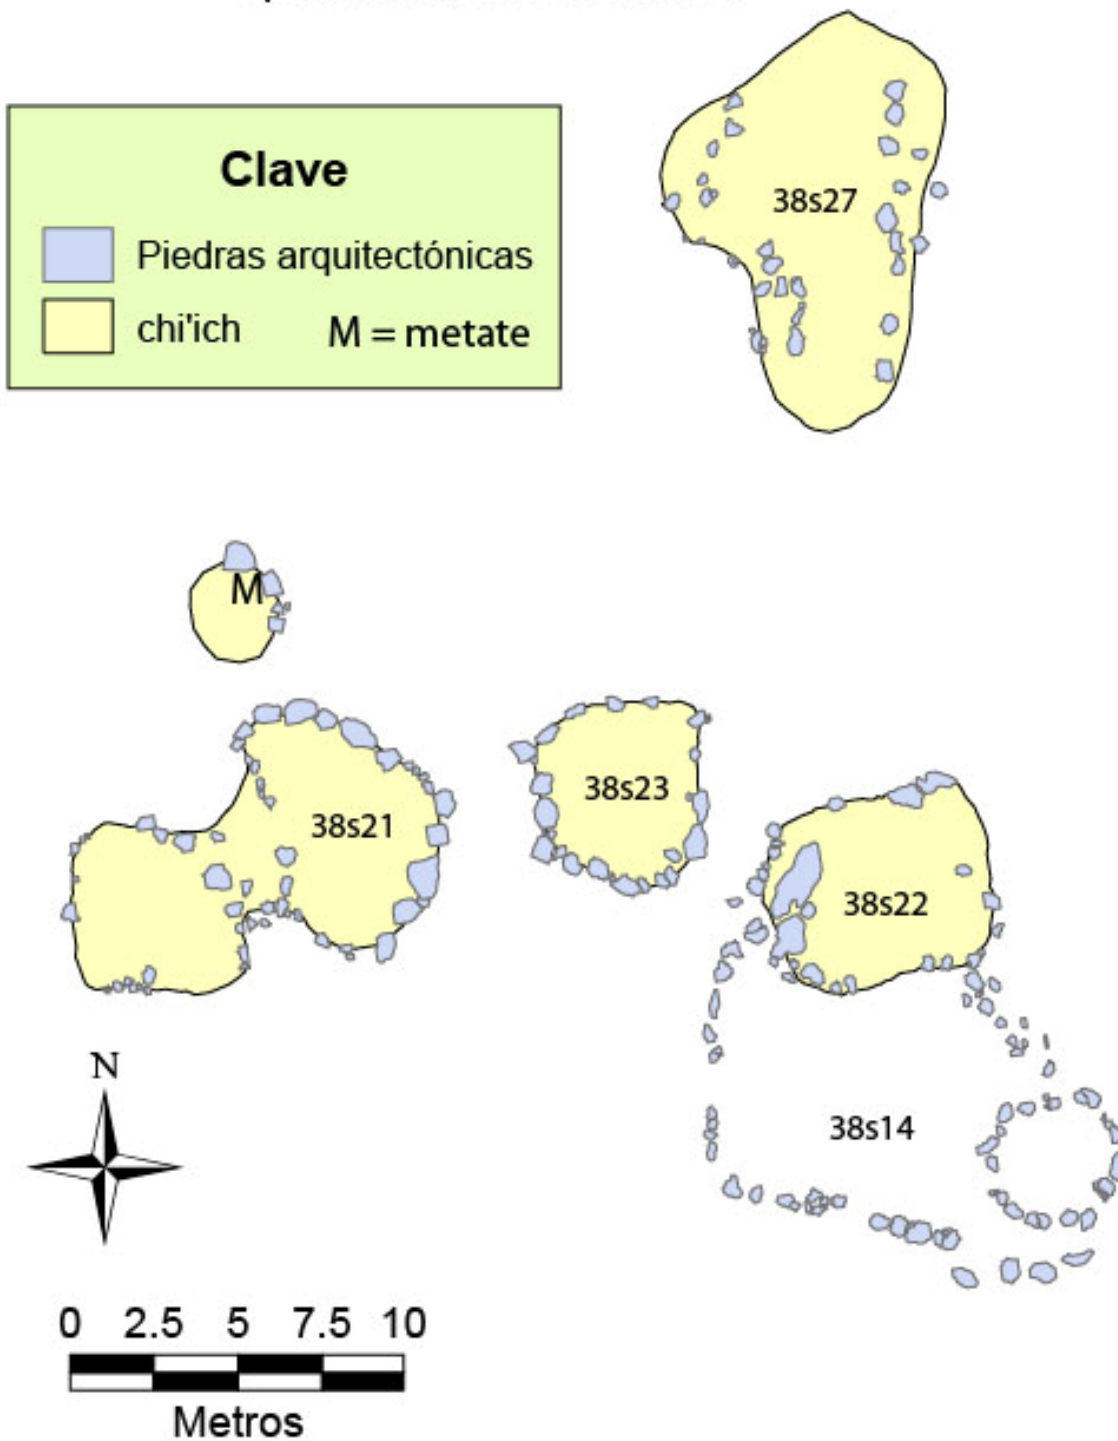 Clave
Piedras arquitectónicas
chi'ich M = metate
38s27
M
38s23
38s21
38s22
N
38s14
0 2.5 5 7.5 10
Metros